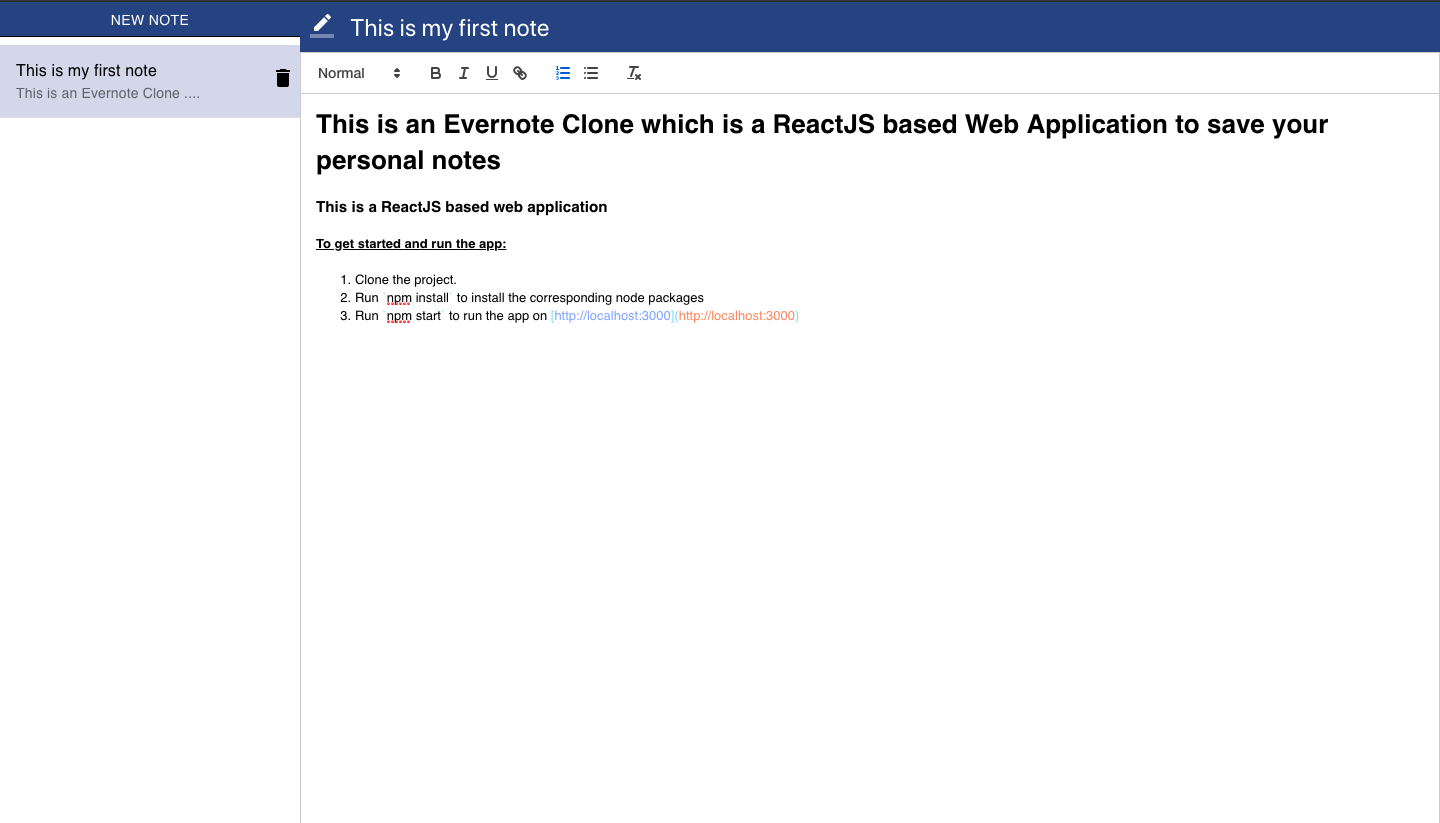 NEW NOTE
This is my first note
This is my first note
This is an Evernote Clone ....
Normal
This is an Evernote Clone which is a ReactJS based Web Application to save your
personal notes
This is a ReactJS based web application
To get started and run the app:
1. Clone the project.
2. Run `npm install` to install the corresponding node packages
3. Run `npm start` to run the app on [http://localhost:3000](http://localhost:3000)